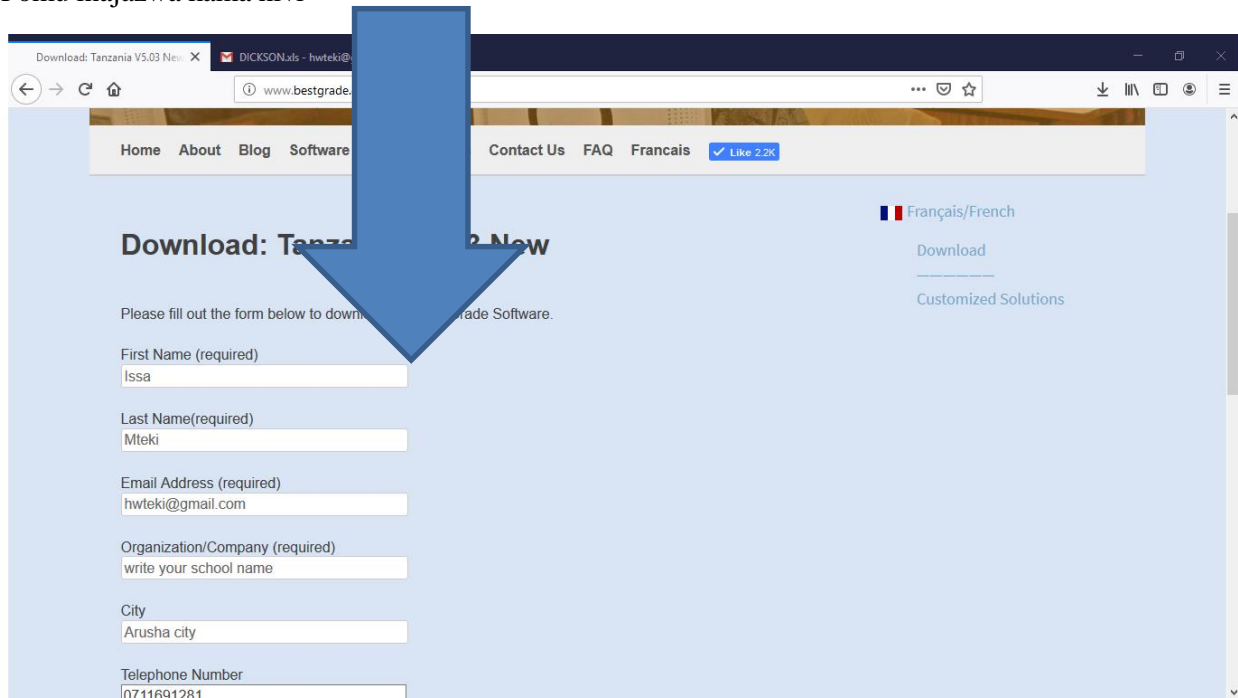 Download: Tanzania V5.03 New
DICKSON.xls - hwteki@
www.bestgrade.
Home About Blog Software Contact Us FAQ Francais Like 2.2K
Français/French
Download: Tanza 3 New
Download
——————
Please fill out the form below to down rade Software.
Customized Solutions
First Name (required)
Issa
Last Name(required)
Mteki
Email Address (required)
hwteki@gmail.com
Organization/Company (required)
write your school name
City
Arusha city
Telephone Number
0711691281